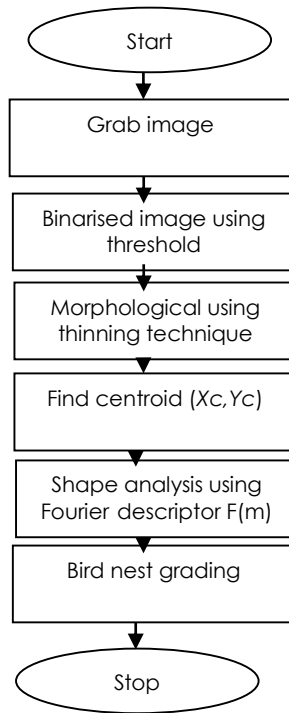 Start
Grab image
Binarised image using
threshold
Morphological using
thinning technique
Find centroid (Xc,Yc)
Shape analysis using
Fourier descriptor F(m)
Bird nest grading
Stop